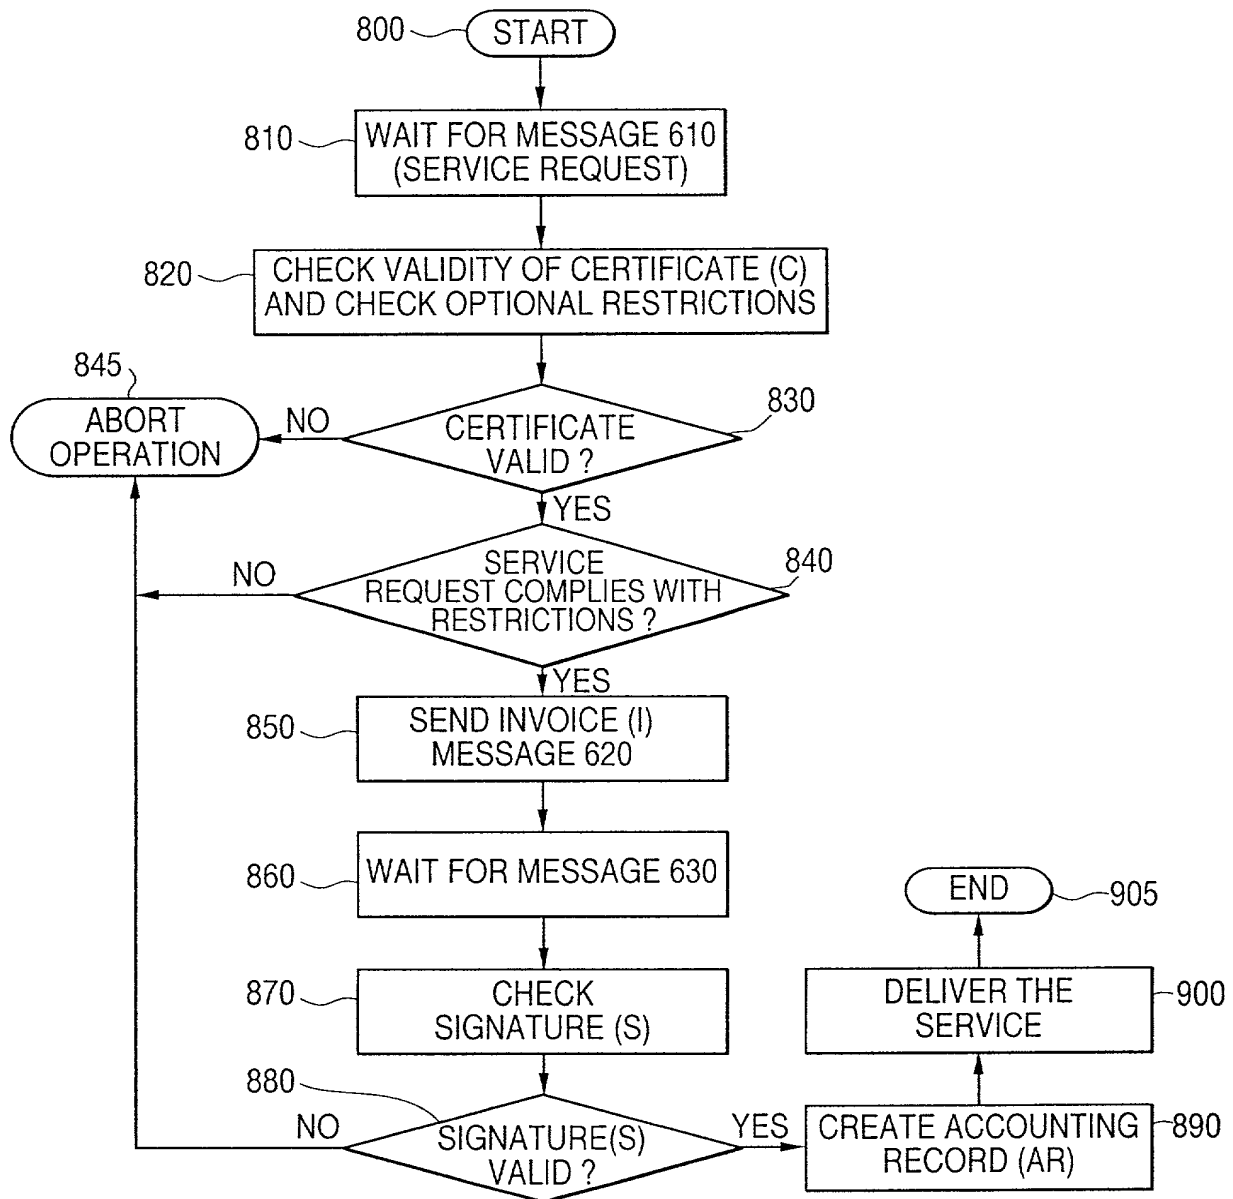 800
START
810
WAIT FOR MESSAGE 610
(SERVICE REQUEST)
820
CHECK VALIDITY OF CERTIFICATE (C)
AND CHECK OPTIONAL RESTRICTIONS
845
ABORT
OPERATION
NO
CERTIFICATE
VALID ?
830
YES
NO
SERVICE
REQUEST COMPLIES WITH
RESTRICTIONS ?
840
YES
850
SEND INVOICE (I)
MESSAGE 620
860
WAIT FOR MESSAGE 630
870
CHECK
SIGNATURE (S)
880
NO
SIGNATURE(S)
VALID ?
YES
CREATE ACCOUNTING
RECORD (AR)
890
DELIVER THE
SERVICE
900
END
905